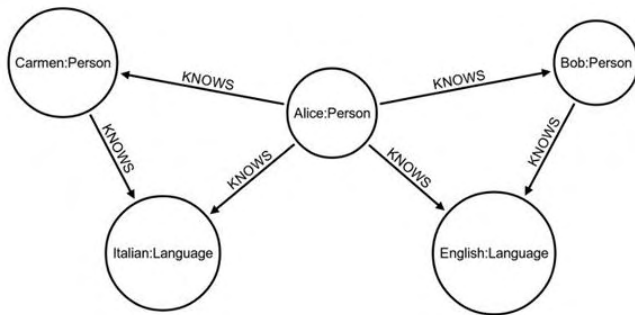 Carmen:Person
KNOWS
Alice:Person
KNOWS
Bob:Person
KNOWS
KNOWS
KNOWS
KNOWS
Italian:Language
English:Language